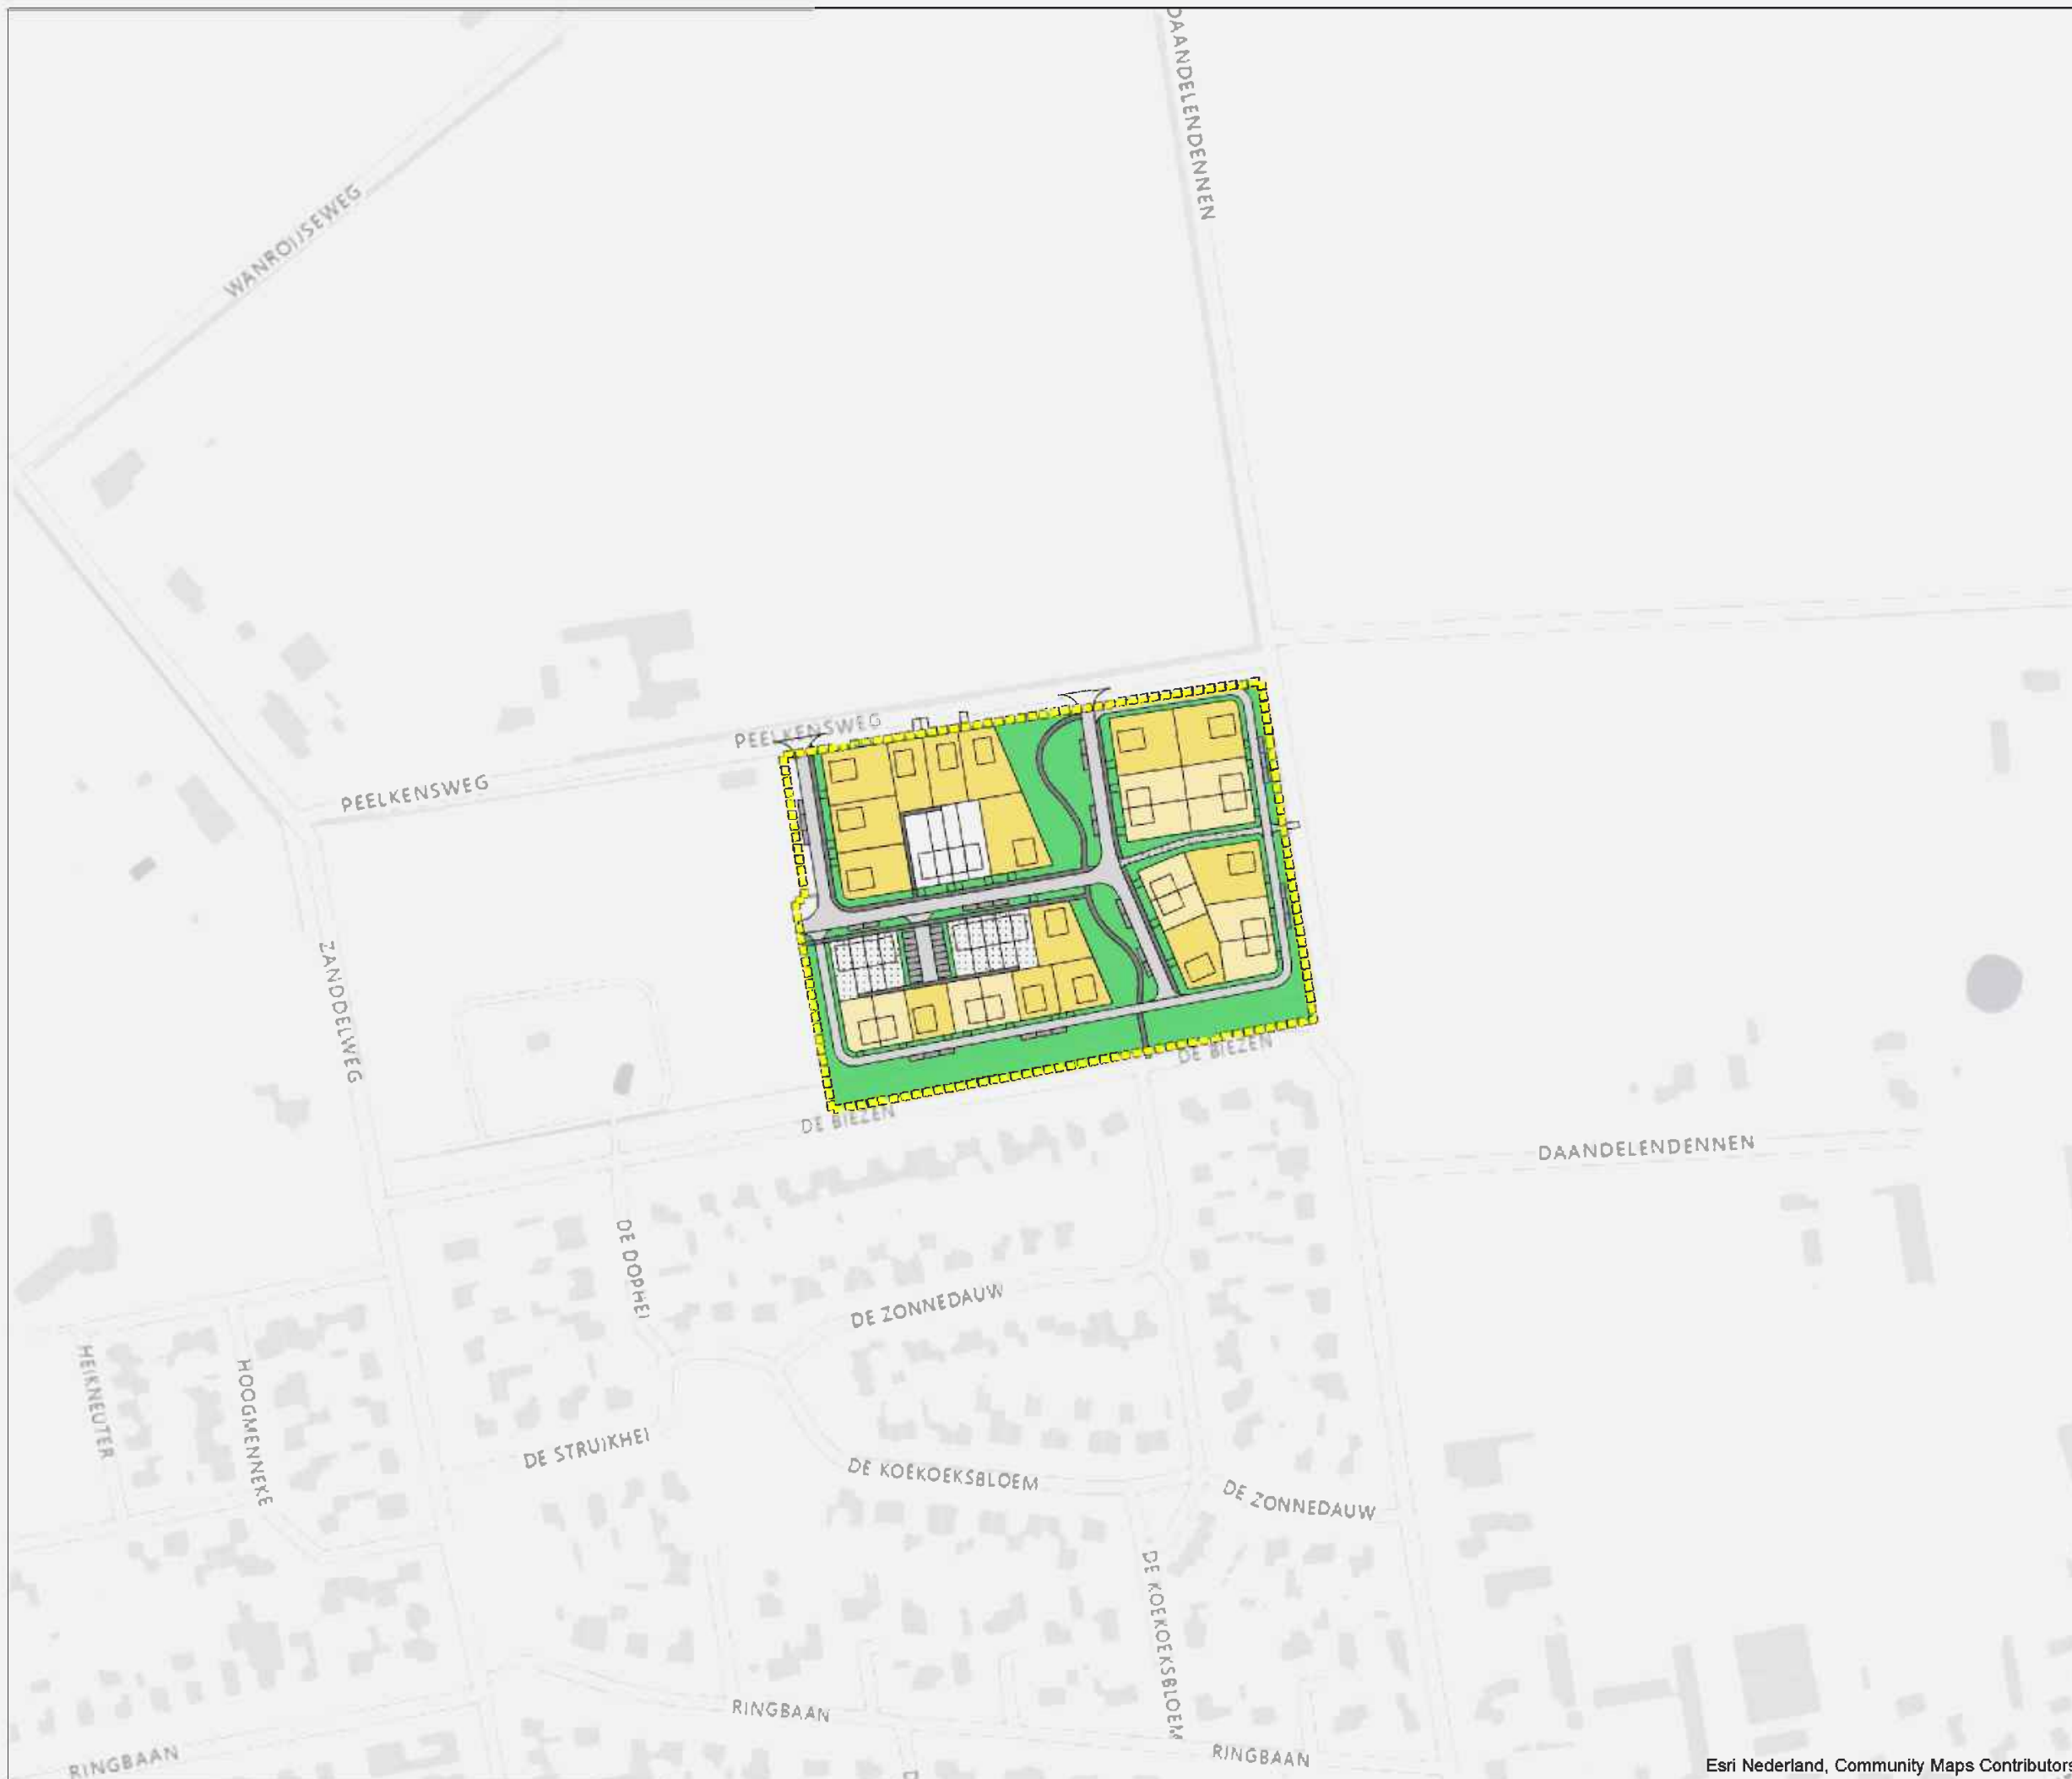 DAANDELENDENNEN
WANROIJSEWEG
PEELKENSWEG
PEELKENSWEG
ZANDDELWEG
DE BIEZEN
DE BIEZEN
DAANDELENDENNEN
DE DOPHEI
DE ZONNEDAUW
HEIKNEUTER
HOOGMENNEKE
DE STRUIKHEI
DE KOEKOEKSBLOEM
DE ZONNEDAUW
DE KOEKOEKSBLOEM
RINGBAAN
RINGBAAN
RINGBAAN
Esri Nederland, Community Maps Contributors